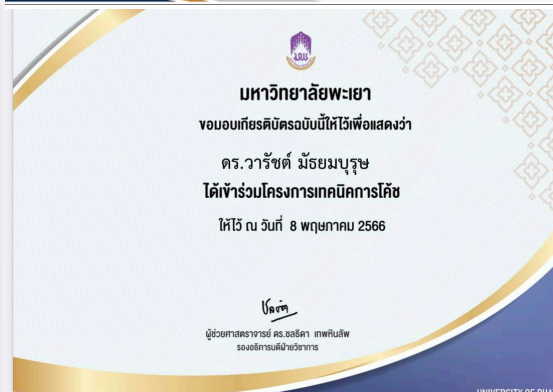 มหาวิทยาลัยพะเยา
ขอมอบเกียรติบัตรฉบับนี้ให้ไว้เพื่อแสดงว่า
ดร.วารัชต์ มัธยมบุรุษ
ได้เข้าร่วมโครงการเทคนิคการโค้ช
ให้ไว้ ณ วันที่ 8 พฤษภาคม 2566
ผู้ช่วยศาสตราจารย์ ดร.ชลธิดา เทพหินลัพ
รองอธิการบดีฝ่ายวิชาการ